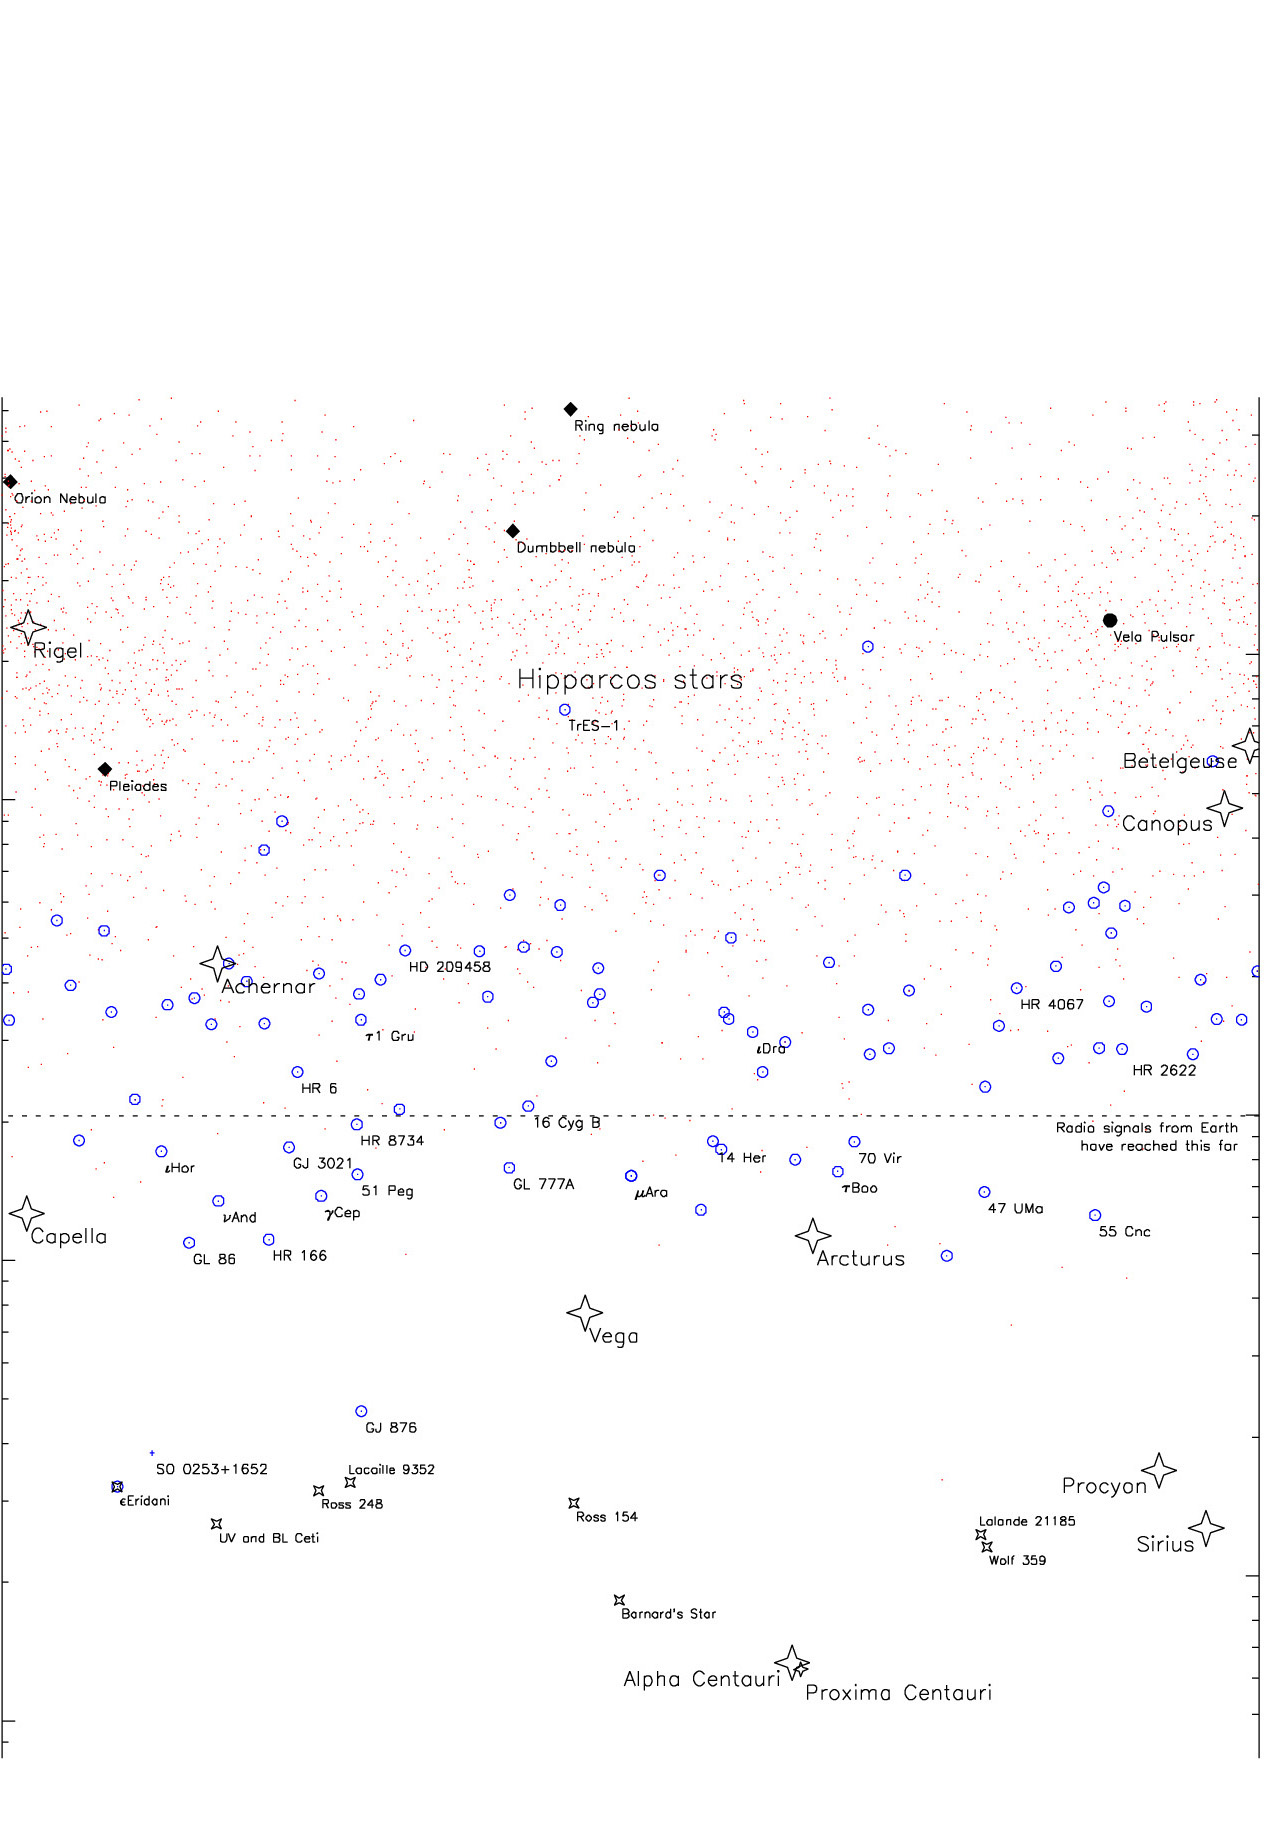 Ring nebula
Orion Nebula
Dumbbell nebula
Vela Pulsar
Rigel
Hipparcos stars
TrES-1
Betelgeuse
Pleiades
Canopus
HD 209458
Achernar
HR 4067
τ1 Gru
ιDra
HR 2622
HR 6
16 Cyg B
Radio signals from Earth
have reached this far
HR 8734
14 Her
70 Vir
ιHor
GJ 3021
51 Peg
GL 777A
μAra
τBoo
νAnd
γCep
47 UMa
55 Cnc
Capella
GL 86
HR 166
Arcturus
Vega
GJ 876
SO 0253+1652
Lacaille 9352
Procyon
εEridani
Ross 248
Ross 154
Lalande 21185
UV and BL Ceti
Sirius
Wolf 359
Barnard's Star
Alpha Centauri
Proxima Centauri